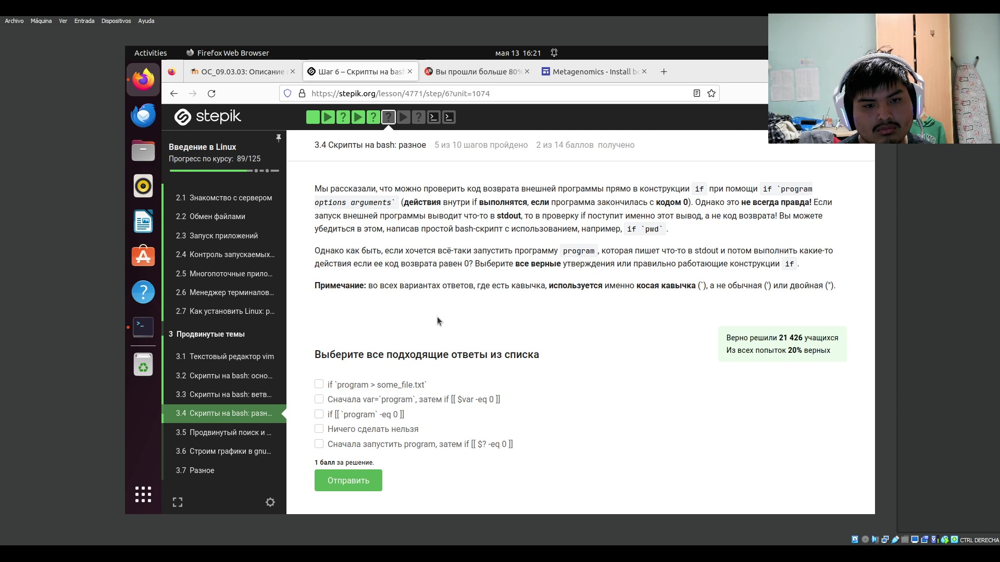 Archivo Máquina Ver Entrada Dispositivos Ayuda
Activities Firefox Web Browser мая 13 16:21
ОС_09.03.03: Описание Шаг 6 – Скрипты на bash Вы прошли больше 80% Metagenomics - Install bo
https://stepik.org/lesson/4771/step/6?unit=1074
stepik
Введение в Linux
Прогресс по курсу: 89/125
2.1 Знакомство с сервером
2.2 Обмен файлами
2.3 Запуск приложений
2.4 Контроль запускаемых...
2.5 Многопоточные прило...
2.6 Менеджер терминалов...
2.7 Как установить Linux: р...
3 Продвинутые темы
3.1 Текстовый редактор vim
3.2 Скрипты на bash: осно...
3.3 Скрипты на bash: ветв...
3.4 Скрипты на bash: разн...
3.5 Продвинутый поиск и ...
3.6 Строим графики в gnu...
3.7 Разное
3.4 Скрипты на bash: разное 5 из 10 шагов пройдено 2 из 14 баллов получено
Мы рассказали, что можно проверить код возврата внешней программы прямо в конструкции if при помощи if `program
options arguments` (действия внутри if выполнятся, если программа закончилась с кодом 0). Однако это не всегда правда! Если
запуск внешней программы выводит что-то в stdout, то в проверку if поступит именно этот вывод, а не код возврата! Вы можете
убедиться в этом, написав простой bash-скрипт с использованием, например, if `pwd`.
Однако как быть, если хочется всё-таки запустить программу program, которая пишет что-то в stdout и потом выполнить какие-то
действия если ее код возврата равен 0? Выберите все верные утверждения или правильно работающие конструкции if.
Примечание: во всех вариантах ответов, где есть кавычка, используется именно косая кавычка (`), а не обычная (') или двойная (").
Верно решили 21 426 учащихся
Из всех попыток 20% верных
Выберите все подходящие ответы из списка
if `program > some_file.txt`
Сначала var=`program`, затем if [[ $var -eq 0 ]]
if [[ `program` -eq 0 ]]
Ничего сделать нельзя
Сначала запустить program, затем if [[ $? -eq 0 ]]
1 балл за решение.
Отправить
CTRL DERECHA